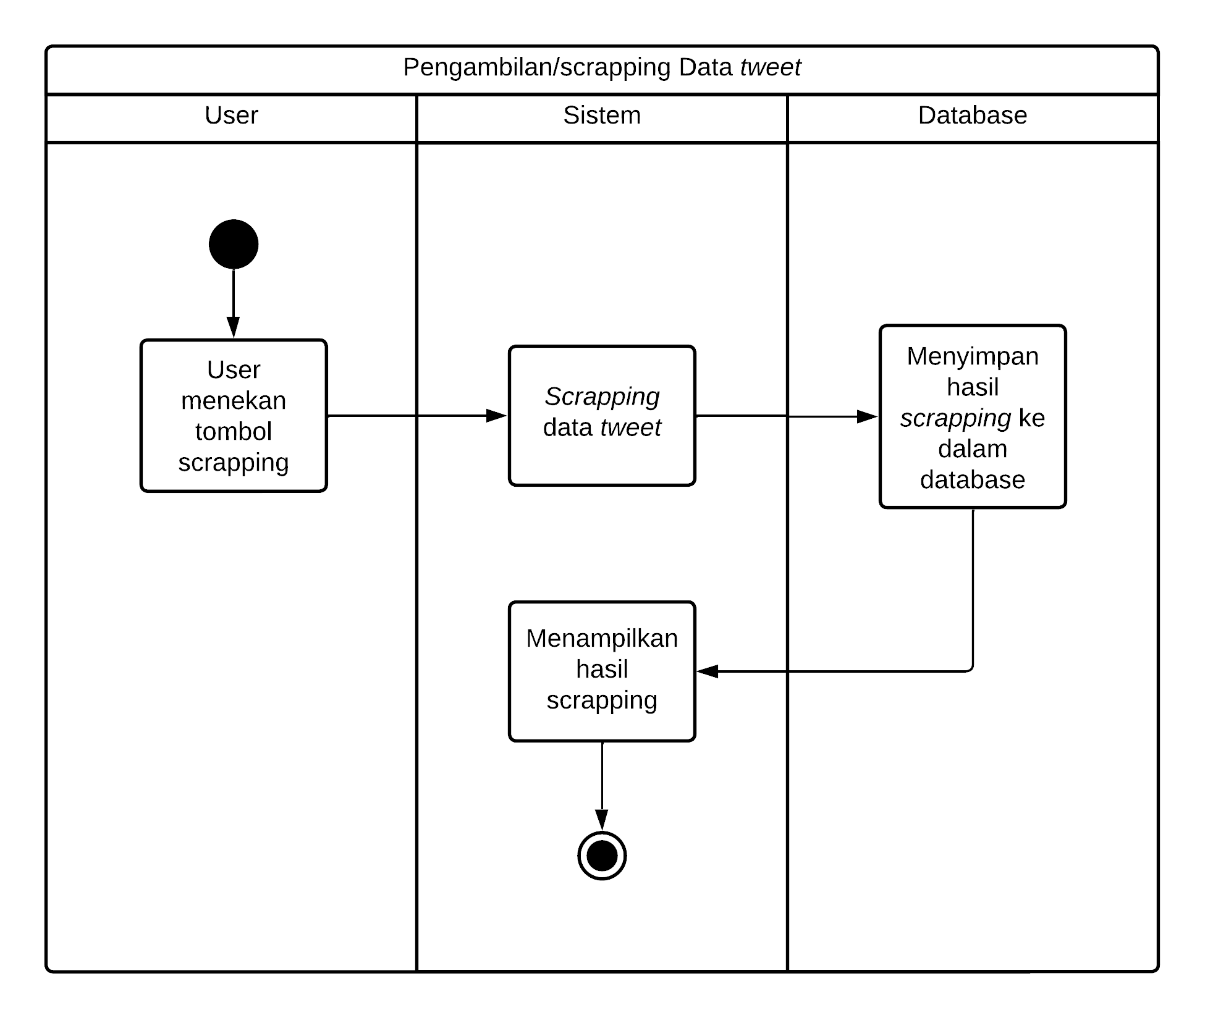 Pengambilan/scrapping Data tweet
User
Sistem
Database
User
menekan
tombol
scrapping
Scrapping
data tweet
Menyimpan
hasil
scrapping ke
dalam
database
Menampilkan
hasil
scrapping